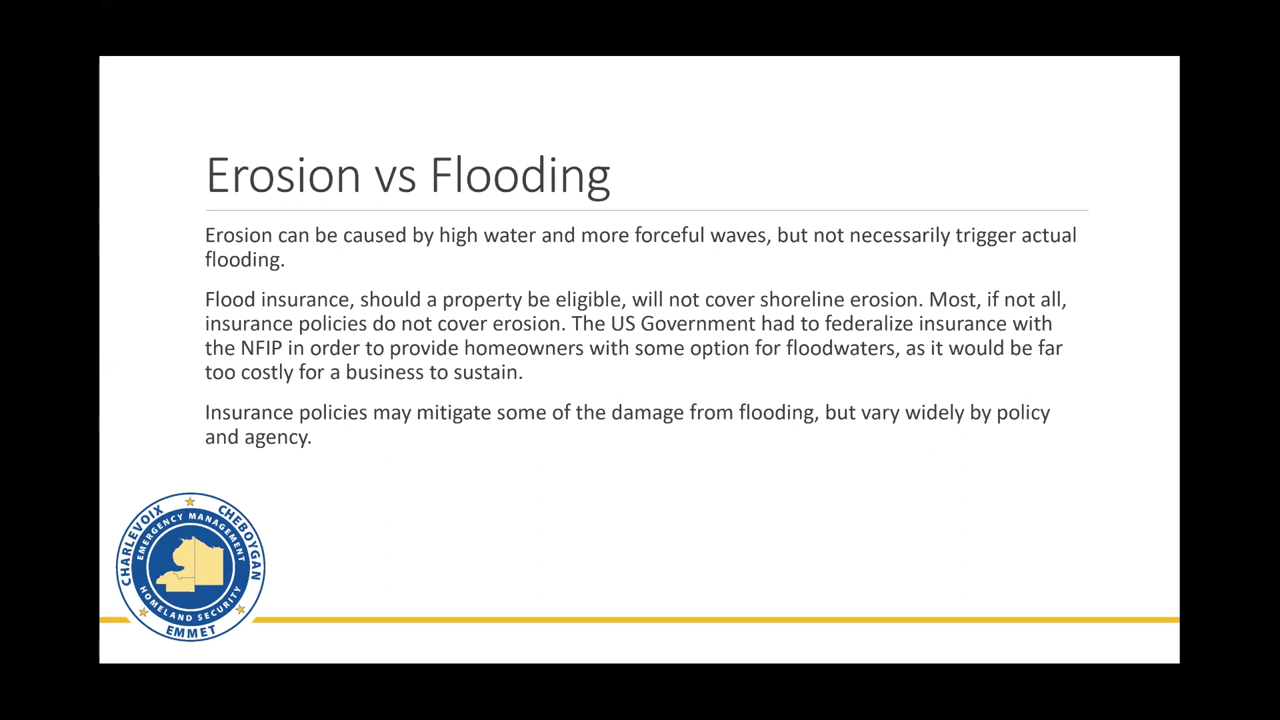 Erosion vs Flooding
Erosion can be caused by high water and more forceful waves, but not necessarily trigger actual
flooding.
Flood insurance, should a property be eligible, will not cover shoreline erosion. Most, if not all,
insurance policies do not cover erosion. The US Government had to federalize insurance with
the NFIP in order to provide homeowners with some option for floodwaters, as it would be far
too costly for a business to sustain.
Insurance policies may mitigate some of the damage from flooding, but vary widely by policy
and agency.
CHARLEVOIX
CHEBOYGAN
EMERGENCY MANAGEMENT
HOMELAND SECURITY
EMMET